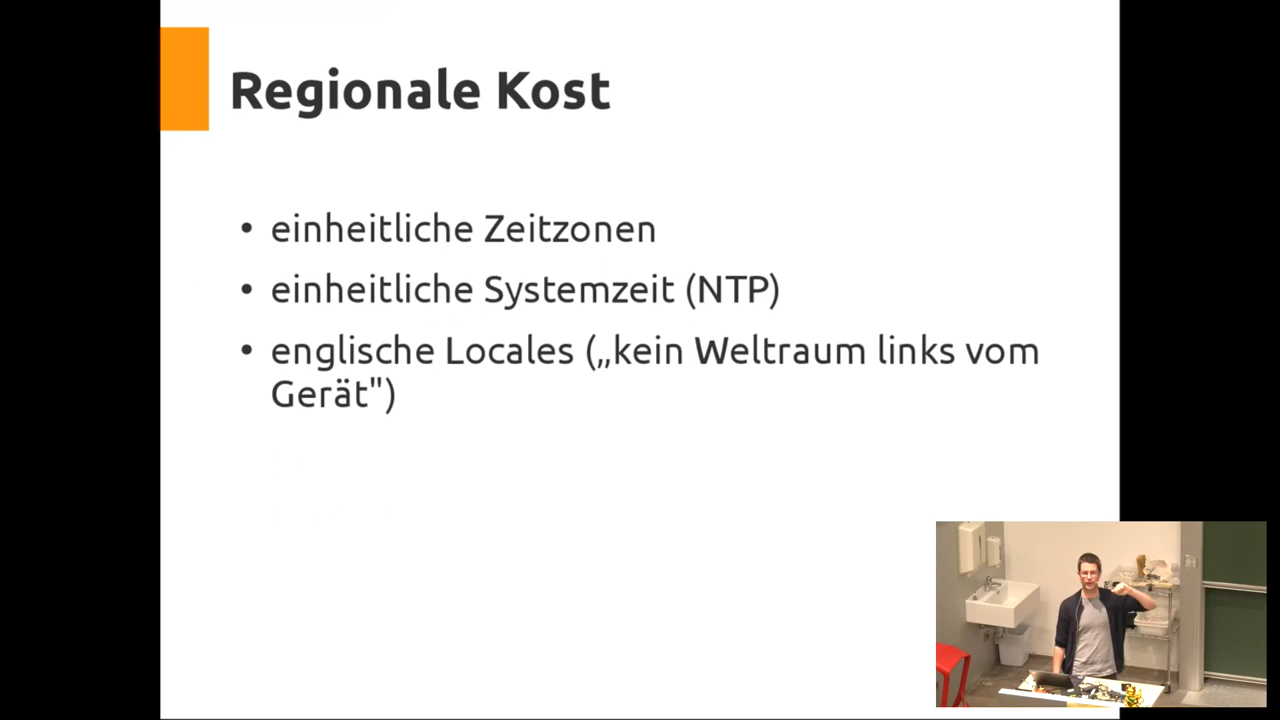 Regionale Kost
• einheitliche Zeitzonen
• einheitliche Systemzeit (NTP)
• englische Locales („kein Weltraum links vom
Gerät")